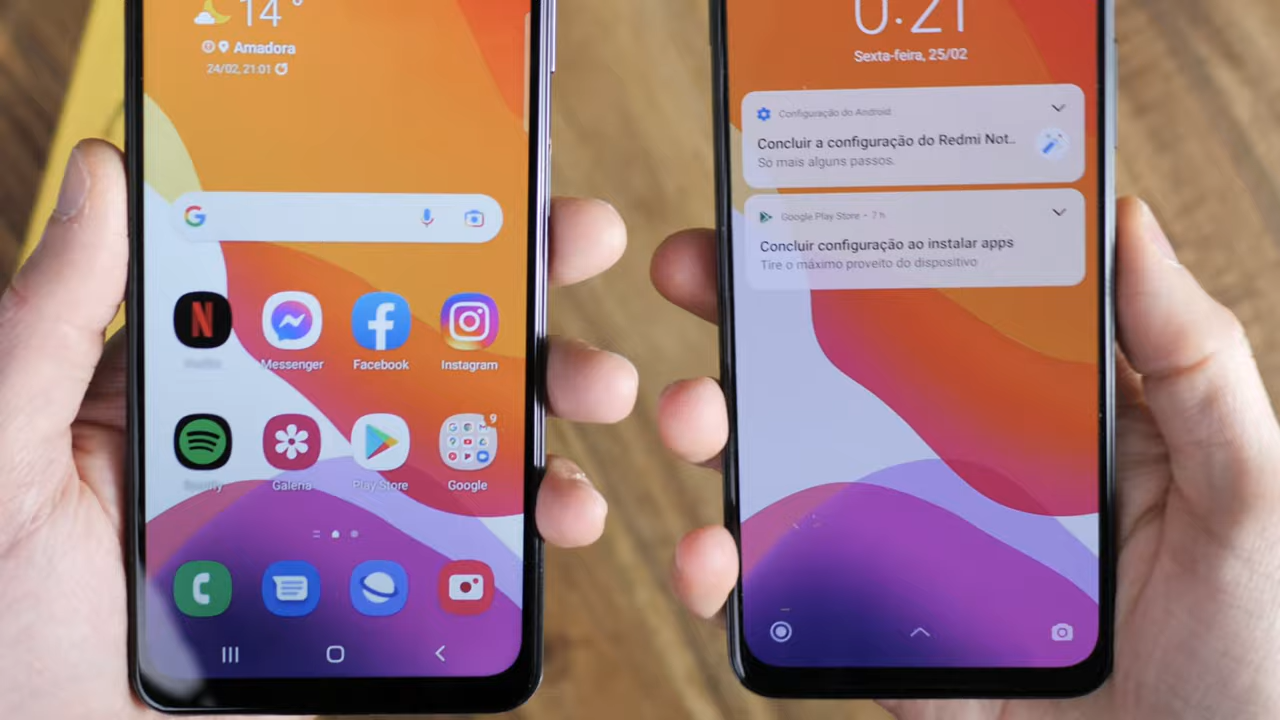 14°
Amadora
24/02, 21:01
Messenger
Facebook
Instagram
9
Galeria
Play Store
Google
0:21
Sexta-feira, 25/02
Configuração do Android
Concluir a configuração do Redmi Not..
Só mais alguns passos.
Google Play Store • 7 h
Concluir configuração ao instalar apps
Tire o máximo proveito do dispositivo